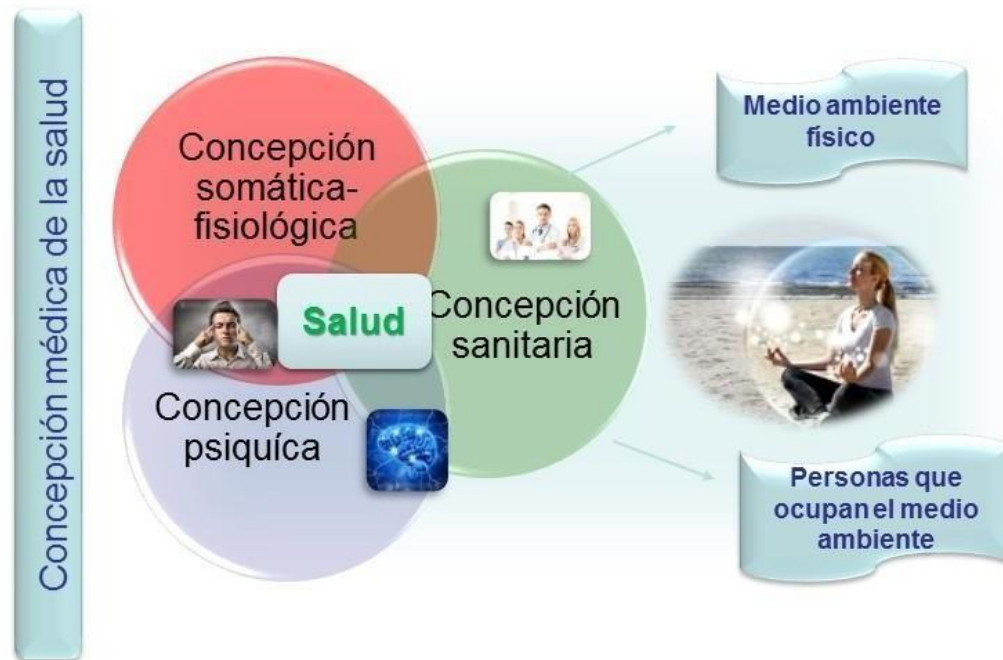 Concepción médica de la salud
Concepción
somática-
fisiológica
Salud
Concepción
sanitaria
Concepción
psiquíca
Medio ambiente
físico
Personas que
ocupan el medio
ambiente